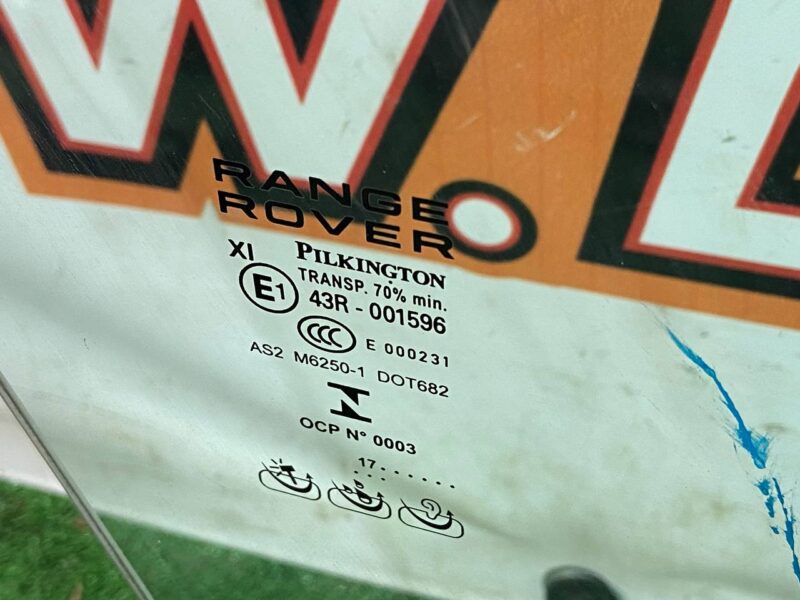 W.L
RANGE
ROVER
PILKINGTON
XI
TRANSP. 70% min.
E1
43R - 001596
CCC E 000231
AS2 M6250-1 DOT682
OCP N° 0003
17.......
...